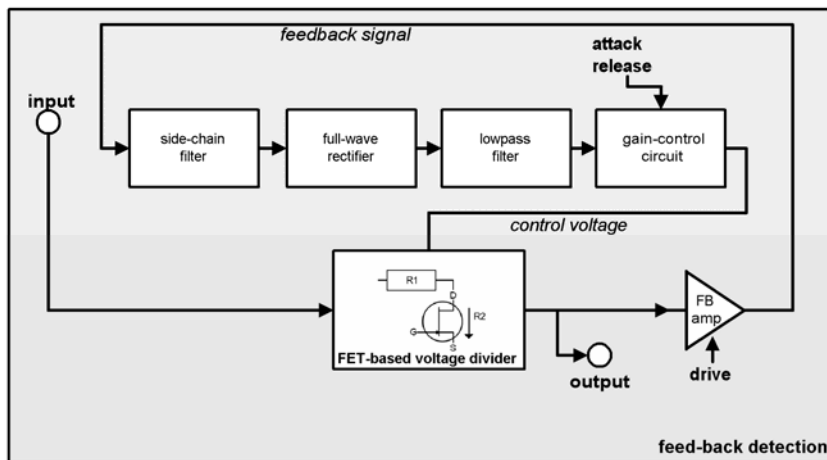 feedback signal
attack
release
input
side-chain
filter
full-wave
rectifier
lowpass
filter
gain-control
circuit
control voltage
R1
D
R2
G
S
FET-based voltage divider
FB
amp
output
drive
feed-back detection